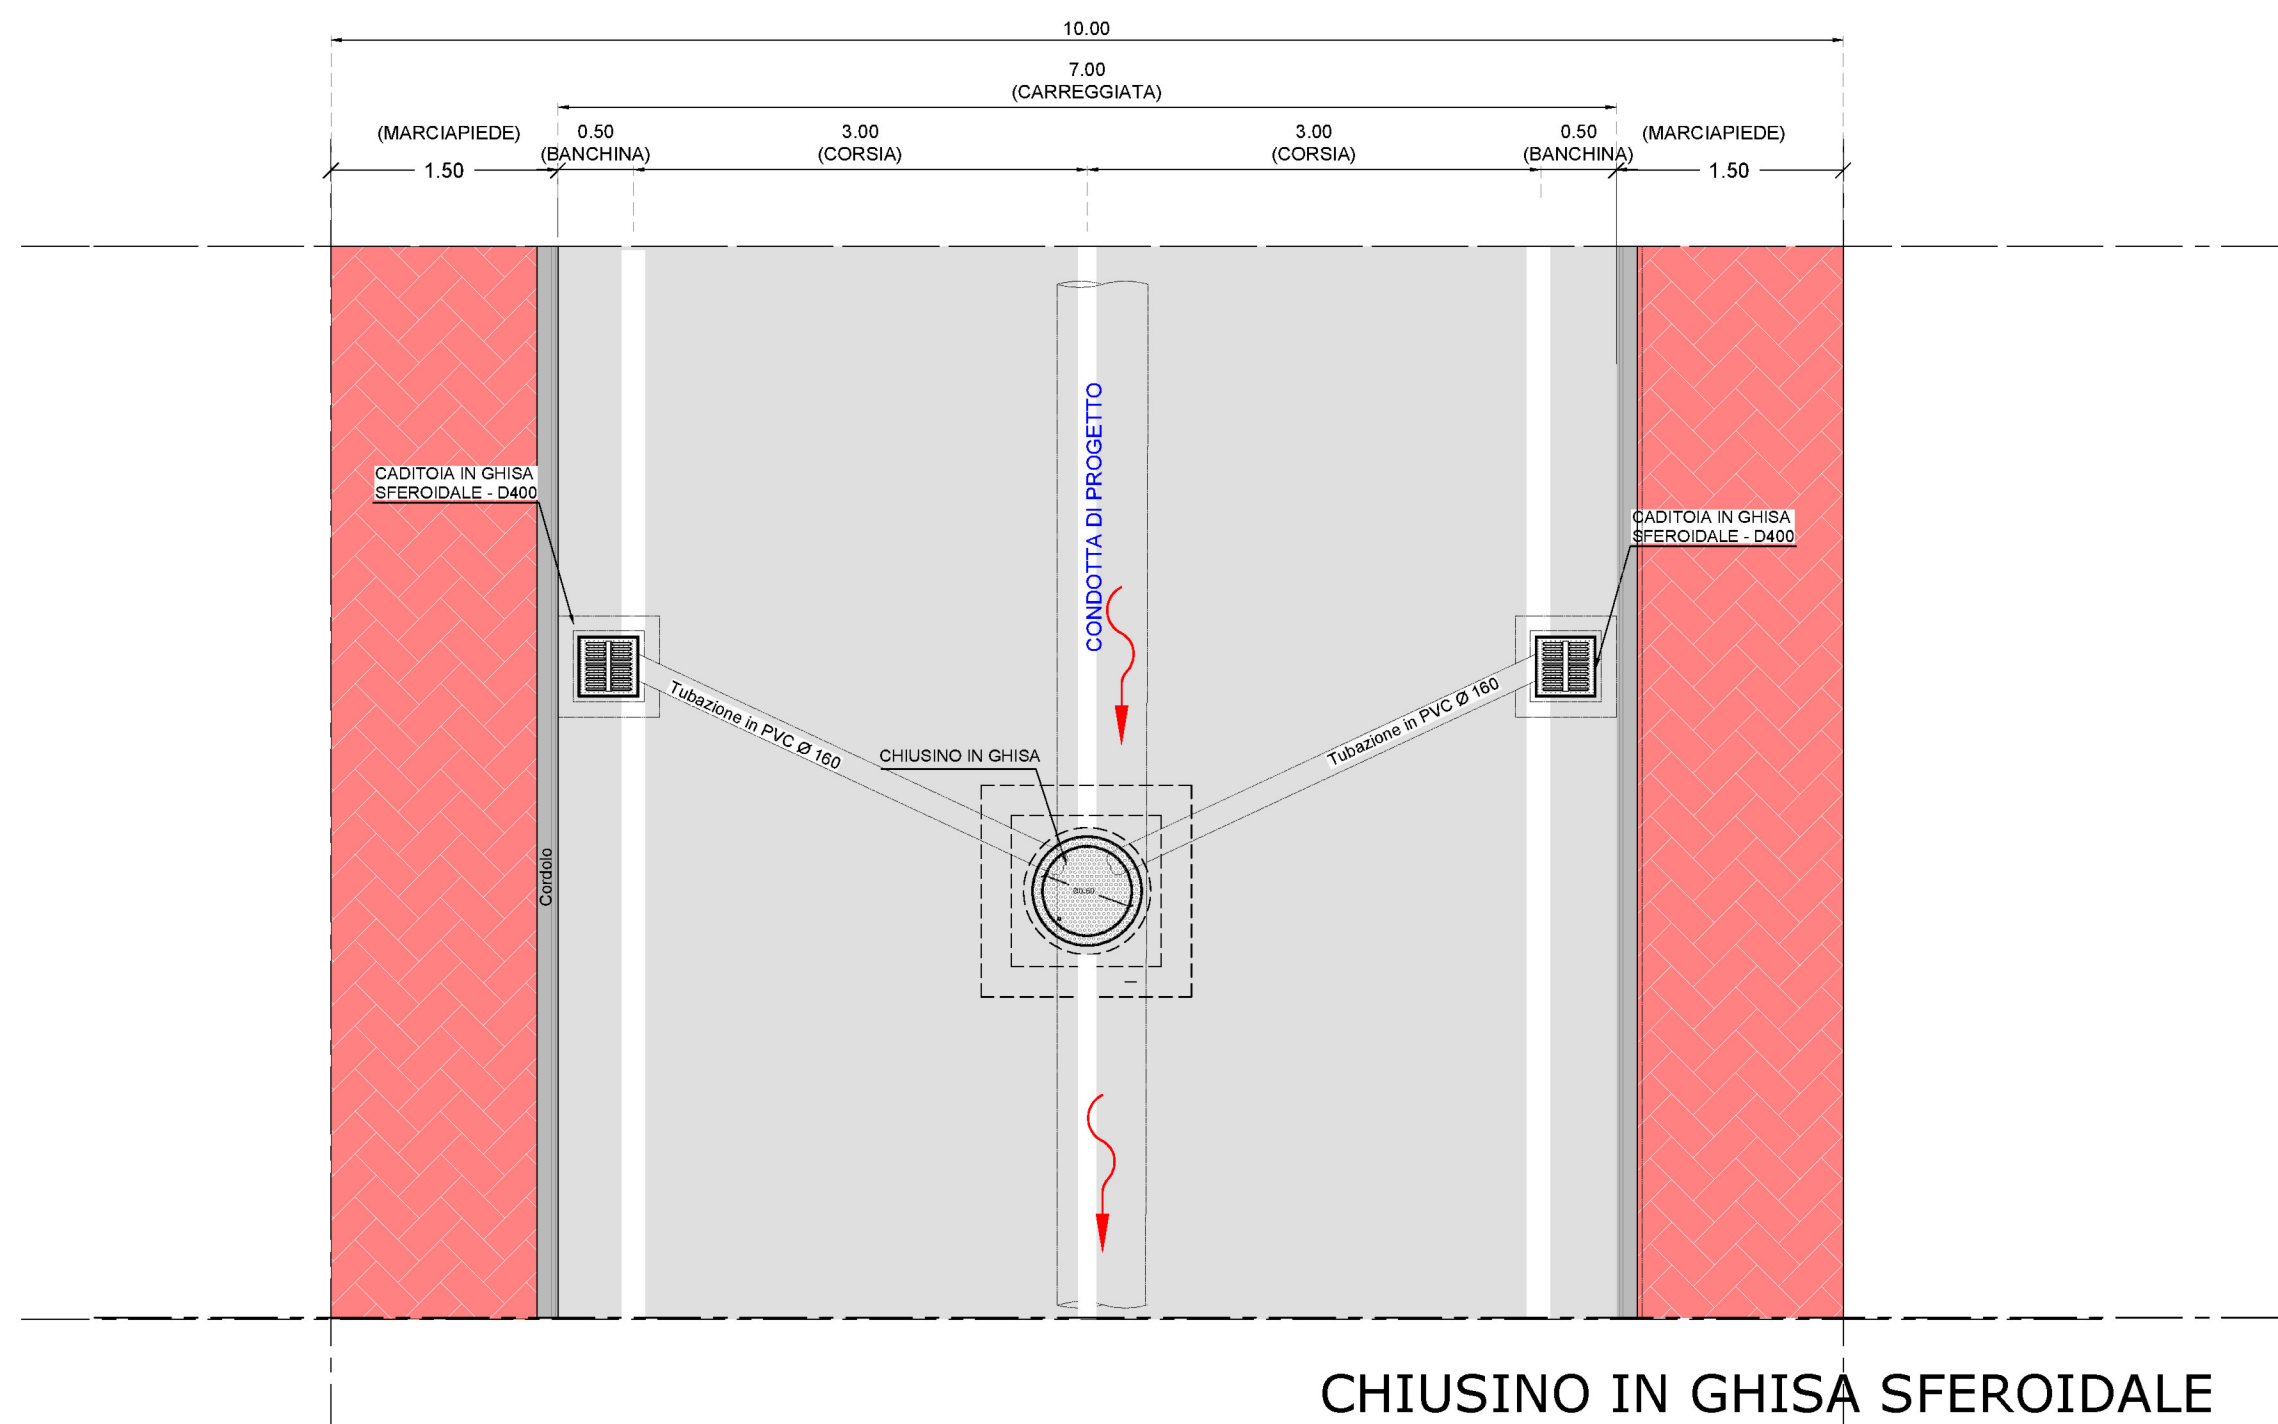 10.00
7.00
(CARREGGIATA)
(MARCIAPIEDE)
0.50
3.00
3.00
0.50
(MARCIAPIEDE)
(BANCHINA)
(CORSIA)
(CORSIA)
(BANCHINA)
1.50
1.50
CONDOTTA DI PROGETTO
CADITOIA IN GHISA
SFEROIDALE - D400
CADITOIA IN GHISA
SFEROIDALE - D400
Tubazione in PVC Ø 160
Tubazione in PVC Ø 160
CHIUSINO IN GHISA
Cordolo
Ø0.60
CHIUSINO IN GHISA SFEROIDALE